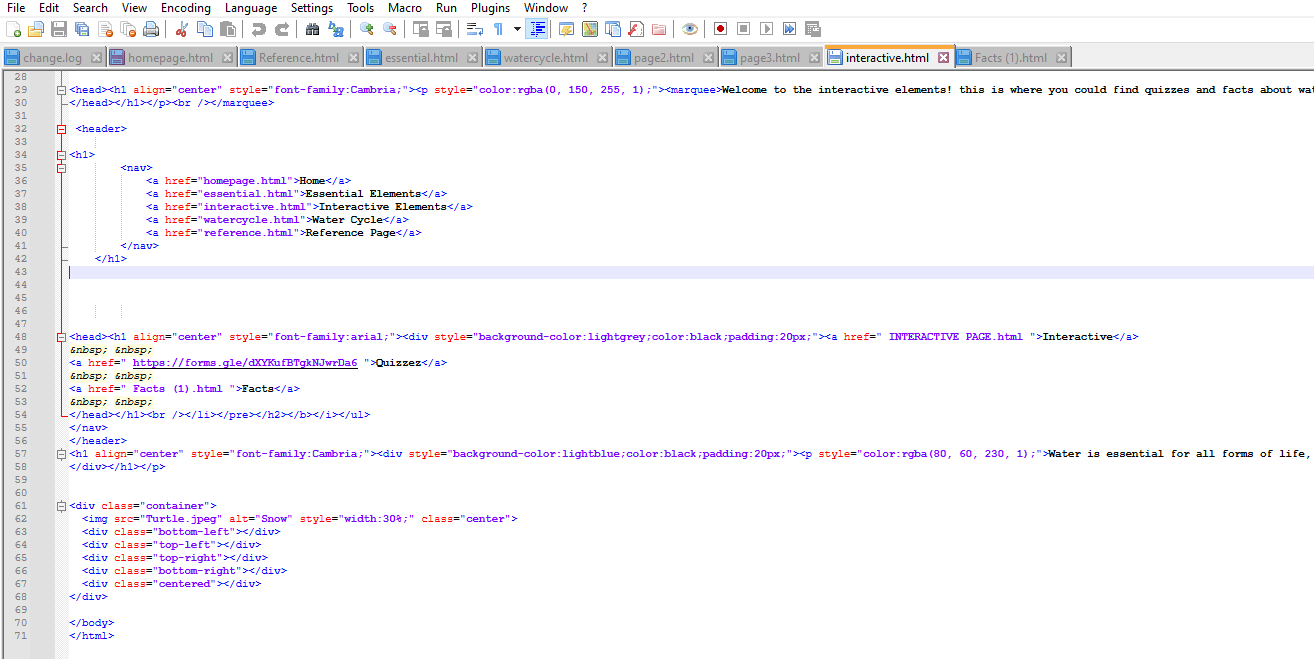 File Edit Search View Encoding Language Settings Tools Macro Run Plugins Window ?
change.log homepage.html Reference.html essential.html watercycle.html page2.html page3.html interactive.html Facts (1).html
28
29 <head><h1 align="center" style="font-family:Cambria;"><p style="color:rgba(0, 150, 255, 1);"><marquee>Welcome to the interactive elements! this is where you could find quizzes and facts about wat
30 </head></h1></p><br /></marquee>
31
32 <header>
33
34 <h1>
35 <nav>
36 <a href="homepage.html">Home</a>
37 <a href="essential.html">Essential Elements</a>
38 <a href="interactive.html">Interactive Elements</a>
39 <a href="watercycle.html">Water Cycle</a>
40 <a href="reference.html">Reference Page</a>
41 </nav>
42 </h1>
43
44
45
46
47
48 <head><h1 align="center" style="font-family:arial;"><div style="background-color:lightgrey;color:black;padding:20px;"><a href=" INTERACTIVE PAGE.html ">Interactive</a>
49 &nbsp; &nbsp;
50 <a href=" https://forms.gle/dXYKufBTgkNJwrDa6 ">Quizzez</a>
51 &nbsp; &nbsp;
52 <a href=" Facts (1).html ">Facts</a>
53 &nbsp; &nbsp;
54 </head></h1><br /></li></pre></h2></b></i></ul>
55 </nav>
56 </header>
57 <h1 align="center" style="font-family:Cambria;"><div style="background-color:lightblue;color:black;padding:20px;"><p style="color:rgba(80, 60, 230, 1);">Water is essential for all forms of life,
58 </div></h1></p>
59
60
61 <div class="container">
62 <img src="Turtle.jpeg" alt="Snow" style="width:30%;" class="center">
63 <div class="bottom-left"></div>
64 <div class="top-left"></div>
65 <div class="top-right"></div>
66 <div class="bottom-right"></div>
67 <div class="centered"></div>
68 </div>
69
70 </body>
71 </html>